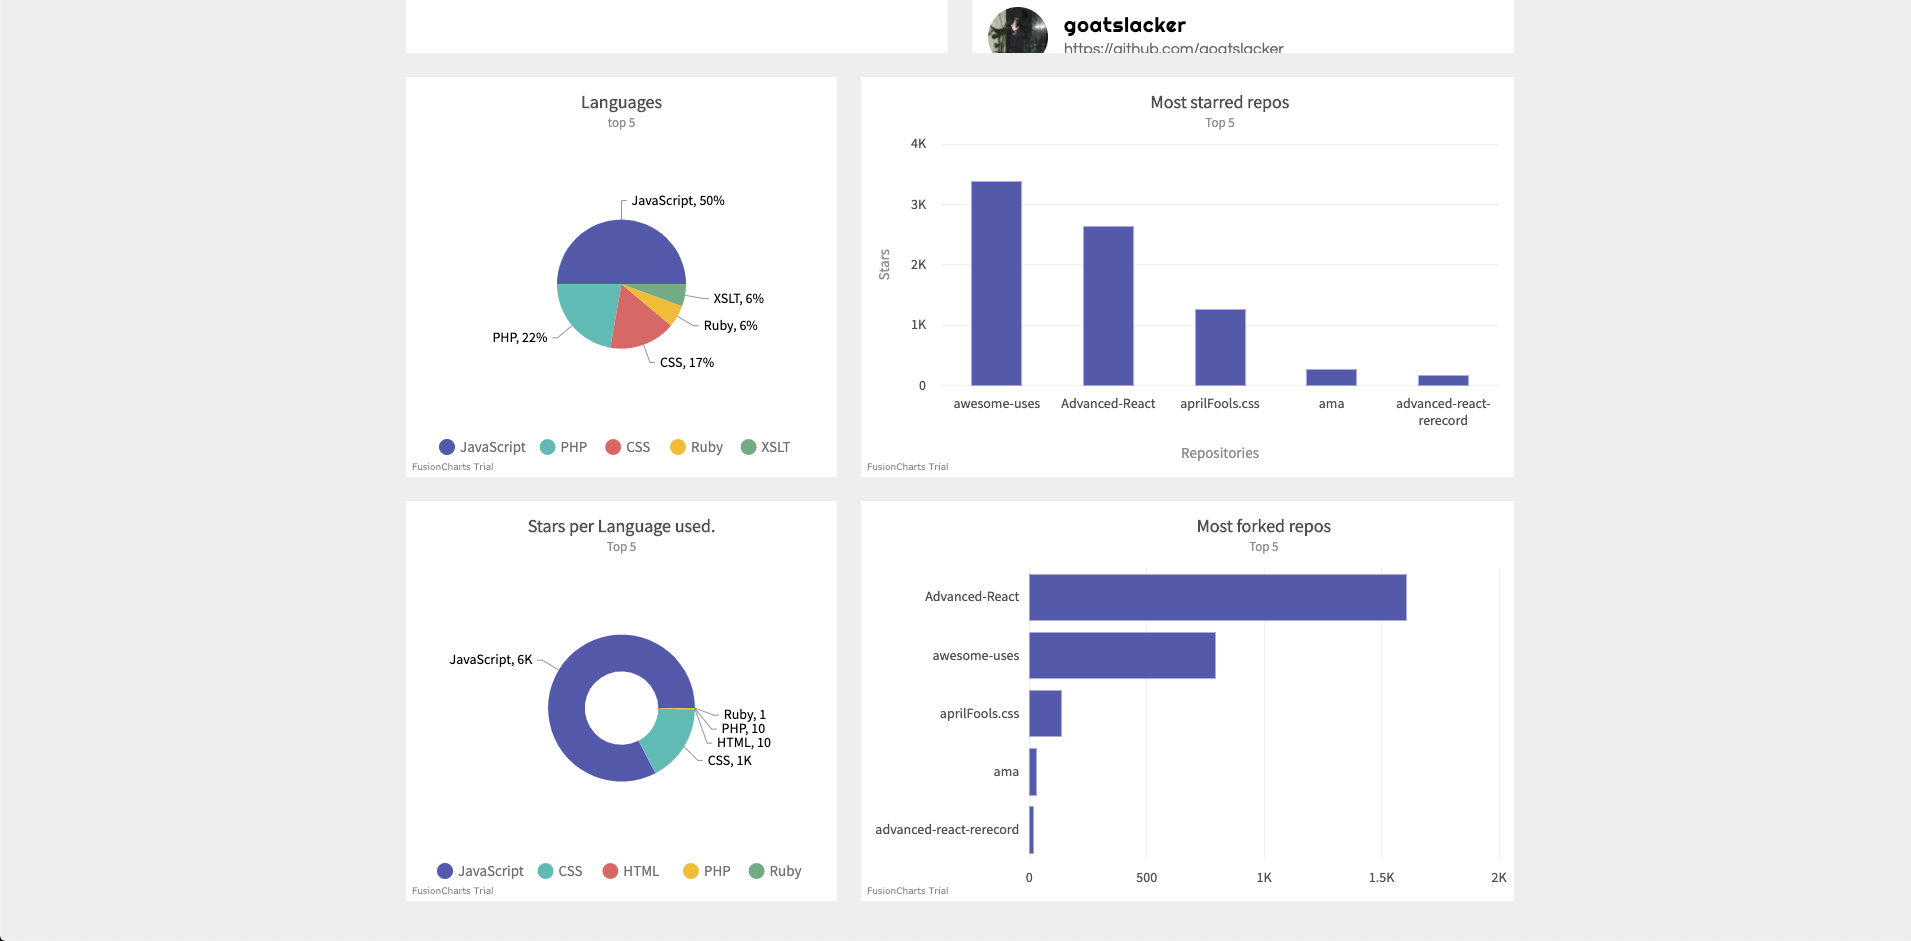 goatslacker
https://github.com/goatslacker
Languages
top 5
JavaScript, 50%
XSLT, 6%
Ruby, 6%
PHP, 22%
CSS, 17%
JavaScript PHP CSS Ruby XSLT
FusionCharts Trial
Most starred repos
Top 5
4K
3K
2K
1K
0
Stars
awesome-uses Advanced-React aprilFools.css ama advanced-react-
rerecord
Repositories
FusionCharts Trial
Stars per Language used.
Top 5
JavaScript, 6K
Ruby, 1
PHP, 10
HTML, 10
CSS, 1K
JavaScript CSS HTML PHP Ruby
FusionCharts Trial
Most forked repos
Top 5
Advanced-React
awesome-uses
aprilFools.css
ama
advanced-react-rerecord
0 500 1K 1.5K 2K
FusionCharts Trial